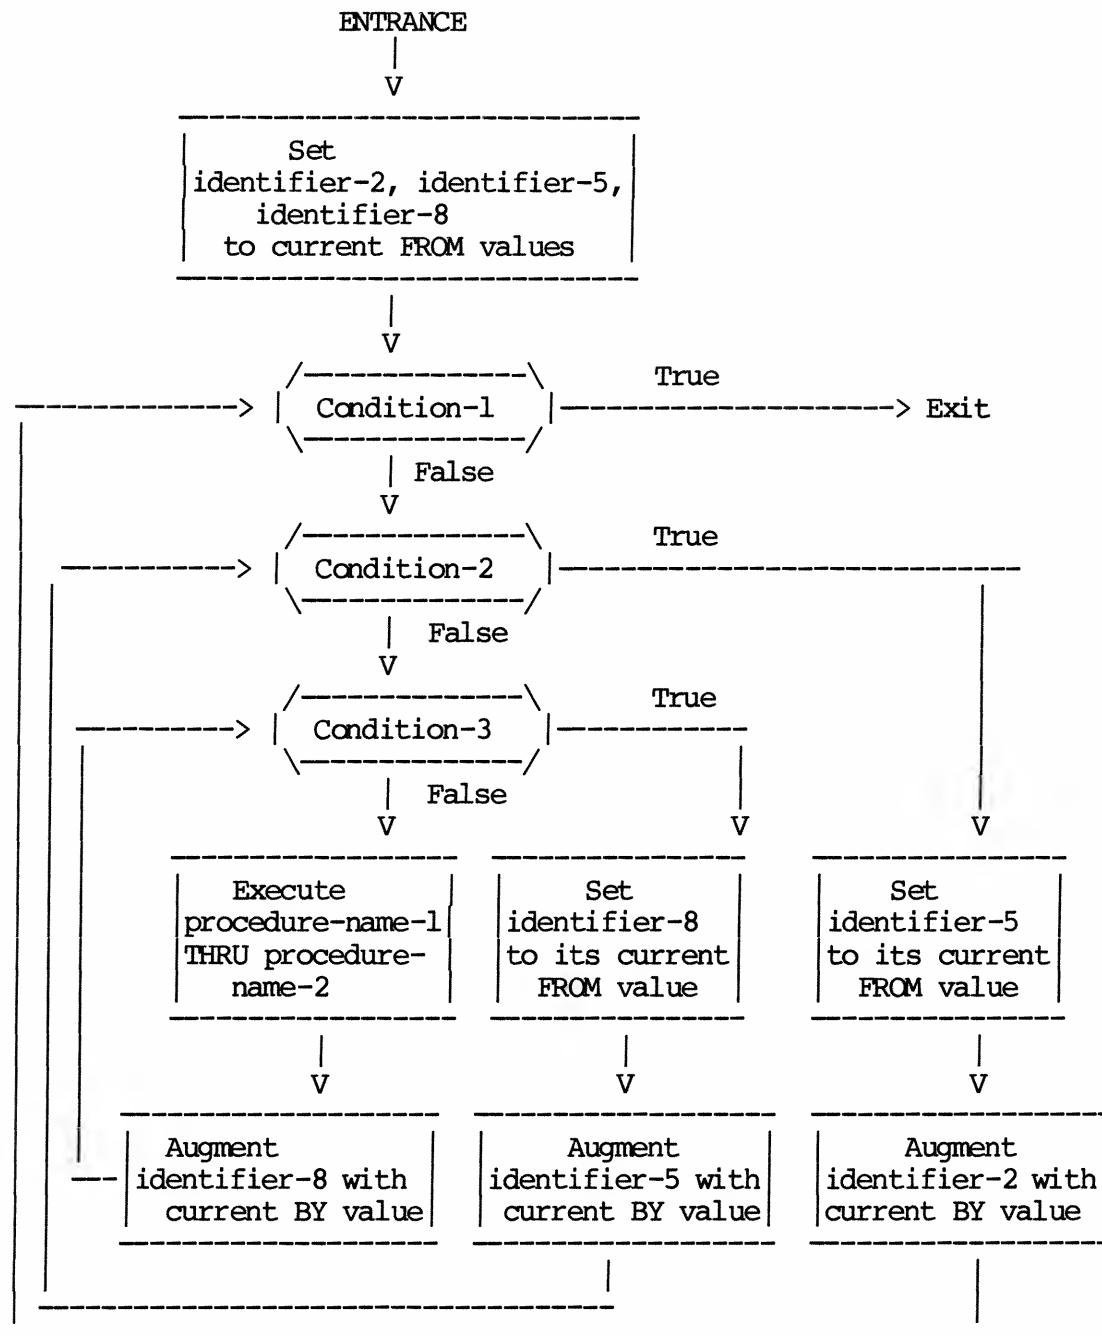 ENTRANCE
V
Set
identifier-2, identifier-5,
identifier-8
to current FROM values
V
True
Condition-1
> Exit
False
V
True
Condition-2
False
V
True
Condition-3
False
V
V
V
Execute
procedure-name-1
THRU procedure-
name-2
Set
identifier-8
to its current
FROM value
Set
identifier-5
to its current
FROM value
V
V
V
Augment
identifier-8 with
current BY value
Augment
identifier-5 with
current BY value
Augment
identifier-2 with
current BY value